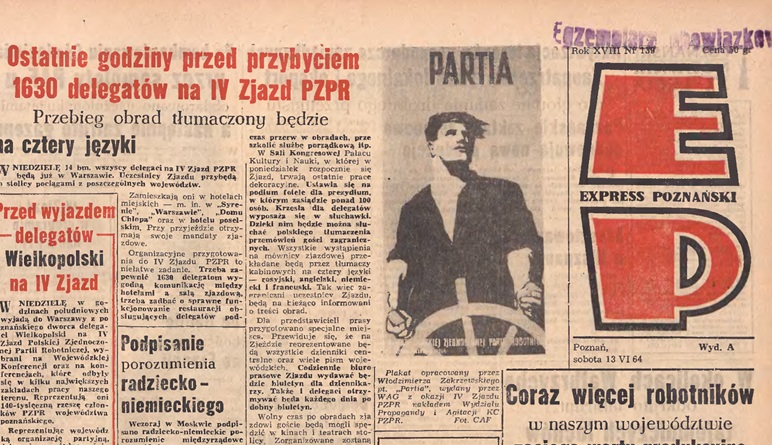 Egzemplarz obowiązkow
Rok XVIII Nr 139 Cena 50 gr
Ostatnie godziny przed przybyciem
1630 delegatów na IV Zjazd PZPR
Przebieg obrad tłumaczony będzie
na cztery języki
W NIEDZIELĘ 14 bm. wszyscy delegaci na IV Zjazd PZPR
będą już w Warszawie. Uczestnicy Zjazdu przybędą
stolicy pociągami z poszczególnych województw.
Zamieszkają oni w hotelach
miejskich — m. in. w „Syre-
nie”, „Warszawie”, „Domu
Chłopa” oraz w hotelu posel-
skim. Przy przyjeździe otrzy-
mają swoje mandaty zja-
zdowe.
Organizacyjne przygotowa-
nia do IV Zjazdu PZPR to
niełatwe zadanie. Trzeba za-
pewnić 1630 delegatom wy-
godną komunikację między
hotelami a salą zjazdową,
trzeba zadbać o sprawne fun-
kcjonowanie restauracji ob-
sługujących delegatów pod-
czas przerw w obradach, prze
szkolić służbę porządkową itp.
W Sali Kongresowej Pałacu
Kultury i Nauki, w której w
poniedziałek rozpocznie się
Zjazd, trwają ostatnie prace
dekoracyjne. Ustawia się na
podium fotele dla prezydium,
w którym zasiądzie ponad 100
osób. Krzesła dla delegatów
wyposaża się w słuchawki.
Dzięki nim będzie można słu-
chać polskiego tłumaczenia
przemówień gości zagranicz-
nych. Wszystkie wystąpienia
na mównicy zjazdowej prze-
kładane będą przez tłumaczy
kabinowych na cztery języki
— rosyjski, angielski, niemie-
cki i francuski. Tak więc za-
graniczni uczestnicy Zjazdu,
będą na bieżąco informowani
o treści obrad.
Dla przedstawicieli prasy
przygotowano specjalne miej-
sca. Przewiduje się, że na
Zjeździe reprezentowane bę-
dą wszystkie dzienniki cen-
tralne oraz wiele pism woje-
wódzkich. Codziennie biuro
prasowe Zjazdu wydawać bę-
dzie biuletyn dla dziennika-
rzy. Także i delegaci otrzy-
mywać będą każdego dnia po
dobny biuletyn.
Wolny czas po obradach zja
zdowi goście będą mogli spę-
dzić w kinach i teatrach sto-
licy. Zorganizowane zostaną
Przed wyjazdem
delegatów
Wielkopolski
na IV Zjazd
W NIEDZIELĘ w go-
dzinach południowych
wyjadą do Warszawy z po
znańskiego dworca delega-
ci Wielkopolski na IV
Zjazd Polskiej Zjednoczo-
nej Partii Robotniczej, wy-
brani na Wojewódzkiej
Konferencji oraz na kon-
ferencjach, które odbyły
się w kilku największych
zakładach pracy naszego
terenu. Reprezentują oni
140-tysięczną rzeszę człon-
ków PZPR województwa
poznańskiego.
Reprezentując wojewódz
ką organizację partyjną,
Podpisanie
porozumienia
radziecko-
niemieckiego
Wczoraj w Moskwie podpi
sane radziecko-niemieckie po-
rozumienie międzyrządowe
PARTIA
Plakat opracowany przez
Włodzimierza Zakrzewskiego
pt. „Partia”, wydany przez
WAG z okazji IV Zjazdu
PZPR nakładem Wydziału
Propagandy i Agitacji KC
PZPR. Fot. CAF
E
EXPRESS POZNAŃSKI
P
Poznań,
sobota 13 VI 64 Wyd. A
Coraz więcej robotników
w naszym województwie